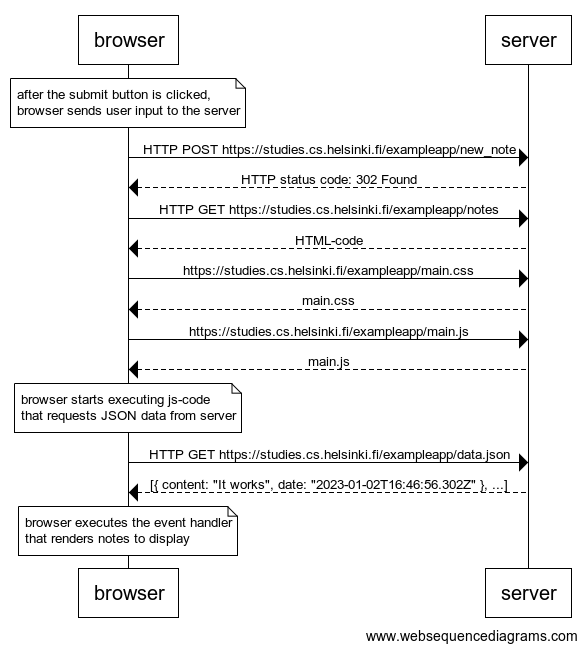 browser
server
after the submit button is clicked,
browser sends user input to the server
HTTP POST https://studies.cs.helsinki.fi/exampleapp/new_note
HTTP status code: 302 Found
HTTP GET https://studies.cs.helsinki.fi/exampleapp/notes
HTML-code
https://studies.cs.helsinki.fi/exampleapp/main.css
main.css
https://studies.cs.helsinki.fi/exampleapp/main.js
main.js
browser starts executing js-code
that requests JSON data from server
HTTP GET https://studies.cs.helsinki.fi/exampleapp/data.json
[{ content: "It works", date: "2023-01-02T16:46:56.302Z" }, ...]
browser executes the event handler
that renders notes to display
browser
server
www.websequencediagrams.com